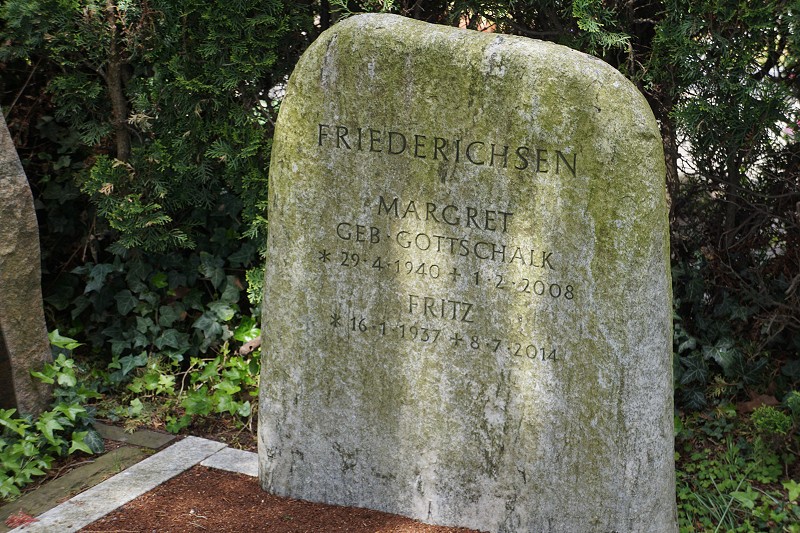 FRIEDERICHSEN
MARGRET
GEB·GOTTSCHALK
*29·4·1940 +1·2·2008
FRITZ
*16·1·1937 +8·7·2014